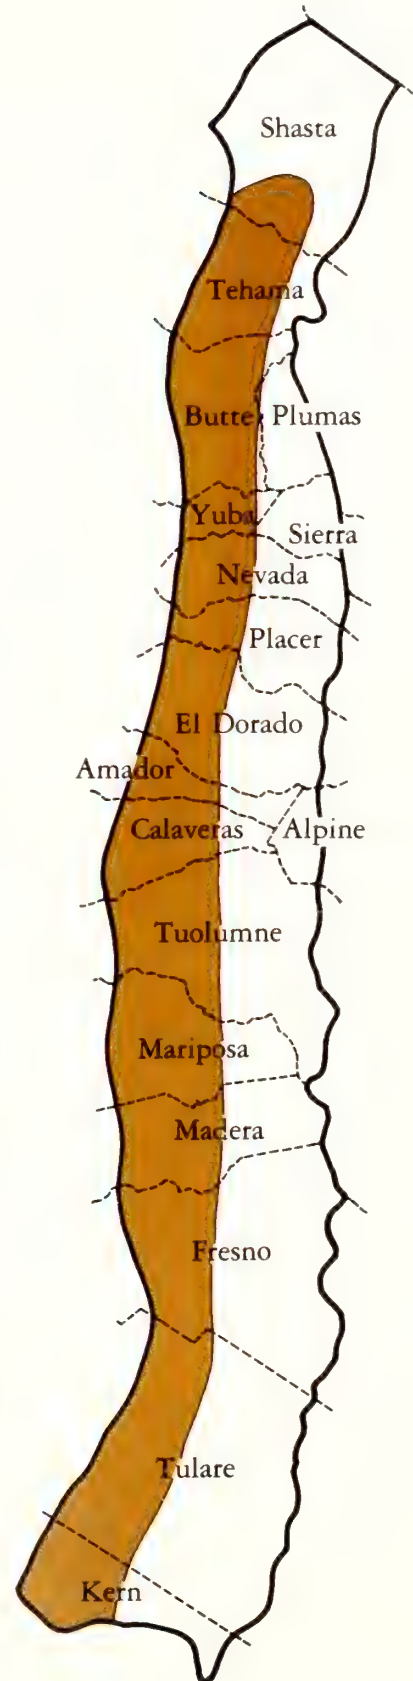 Shasta
Tehama
Butte
Plumas
Yuba
Sierra
Nevada
Placer
El Dorado
Amador
Calaveras
Alpine
Tuolumne
Mariposa
Madera
Fresno
Tulare
Kern